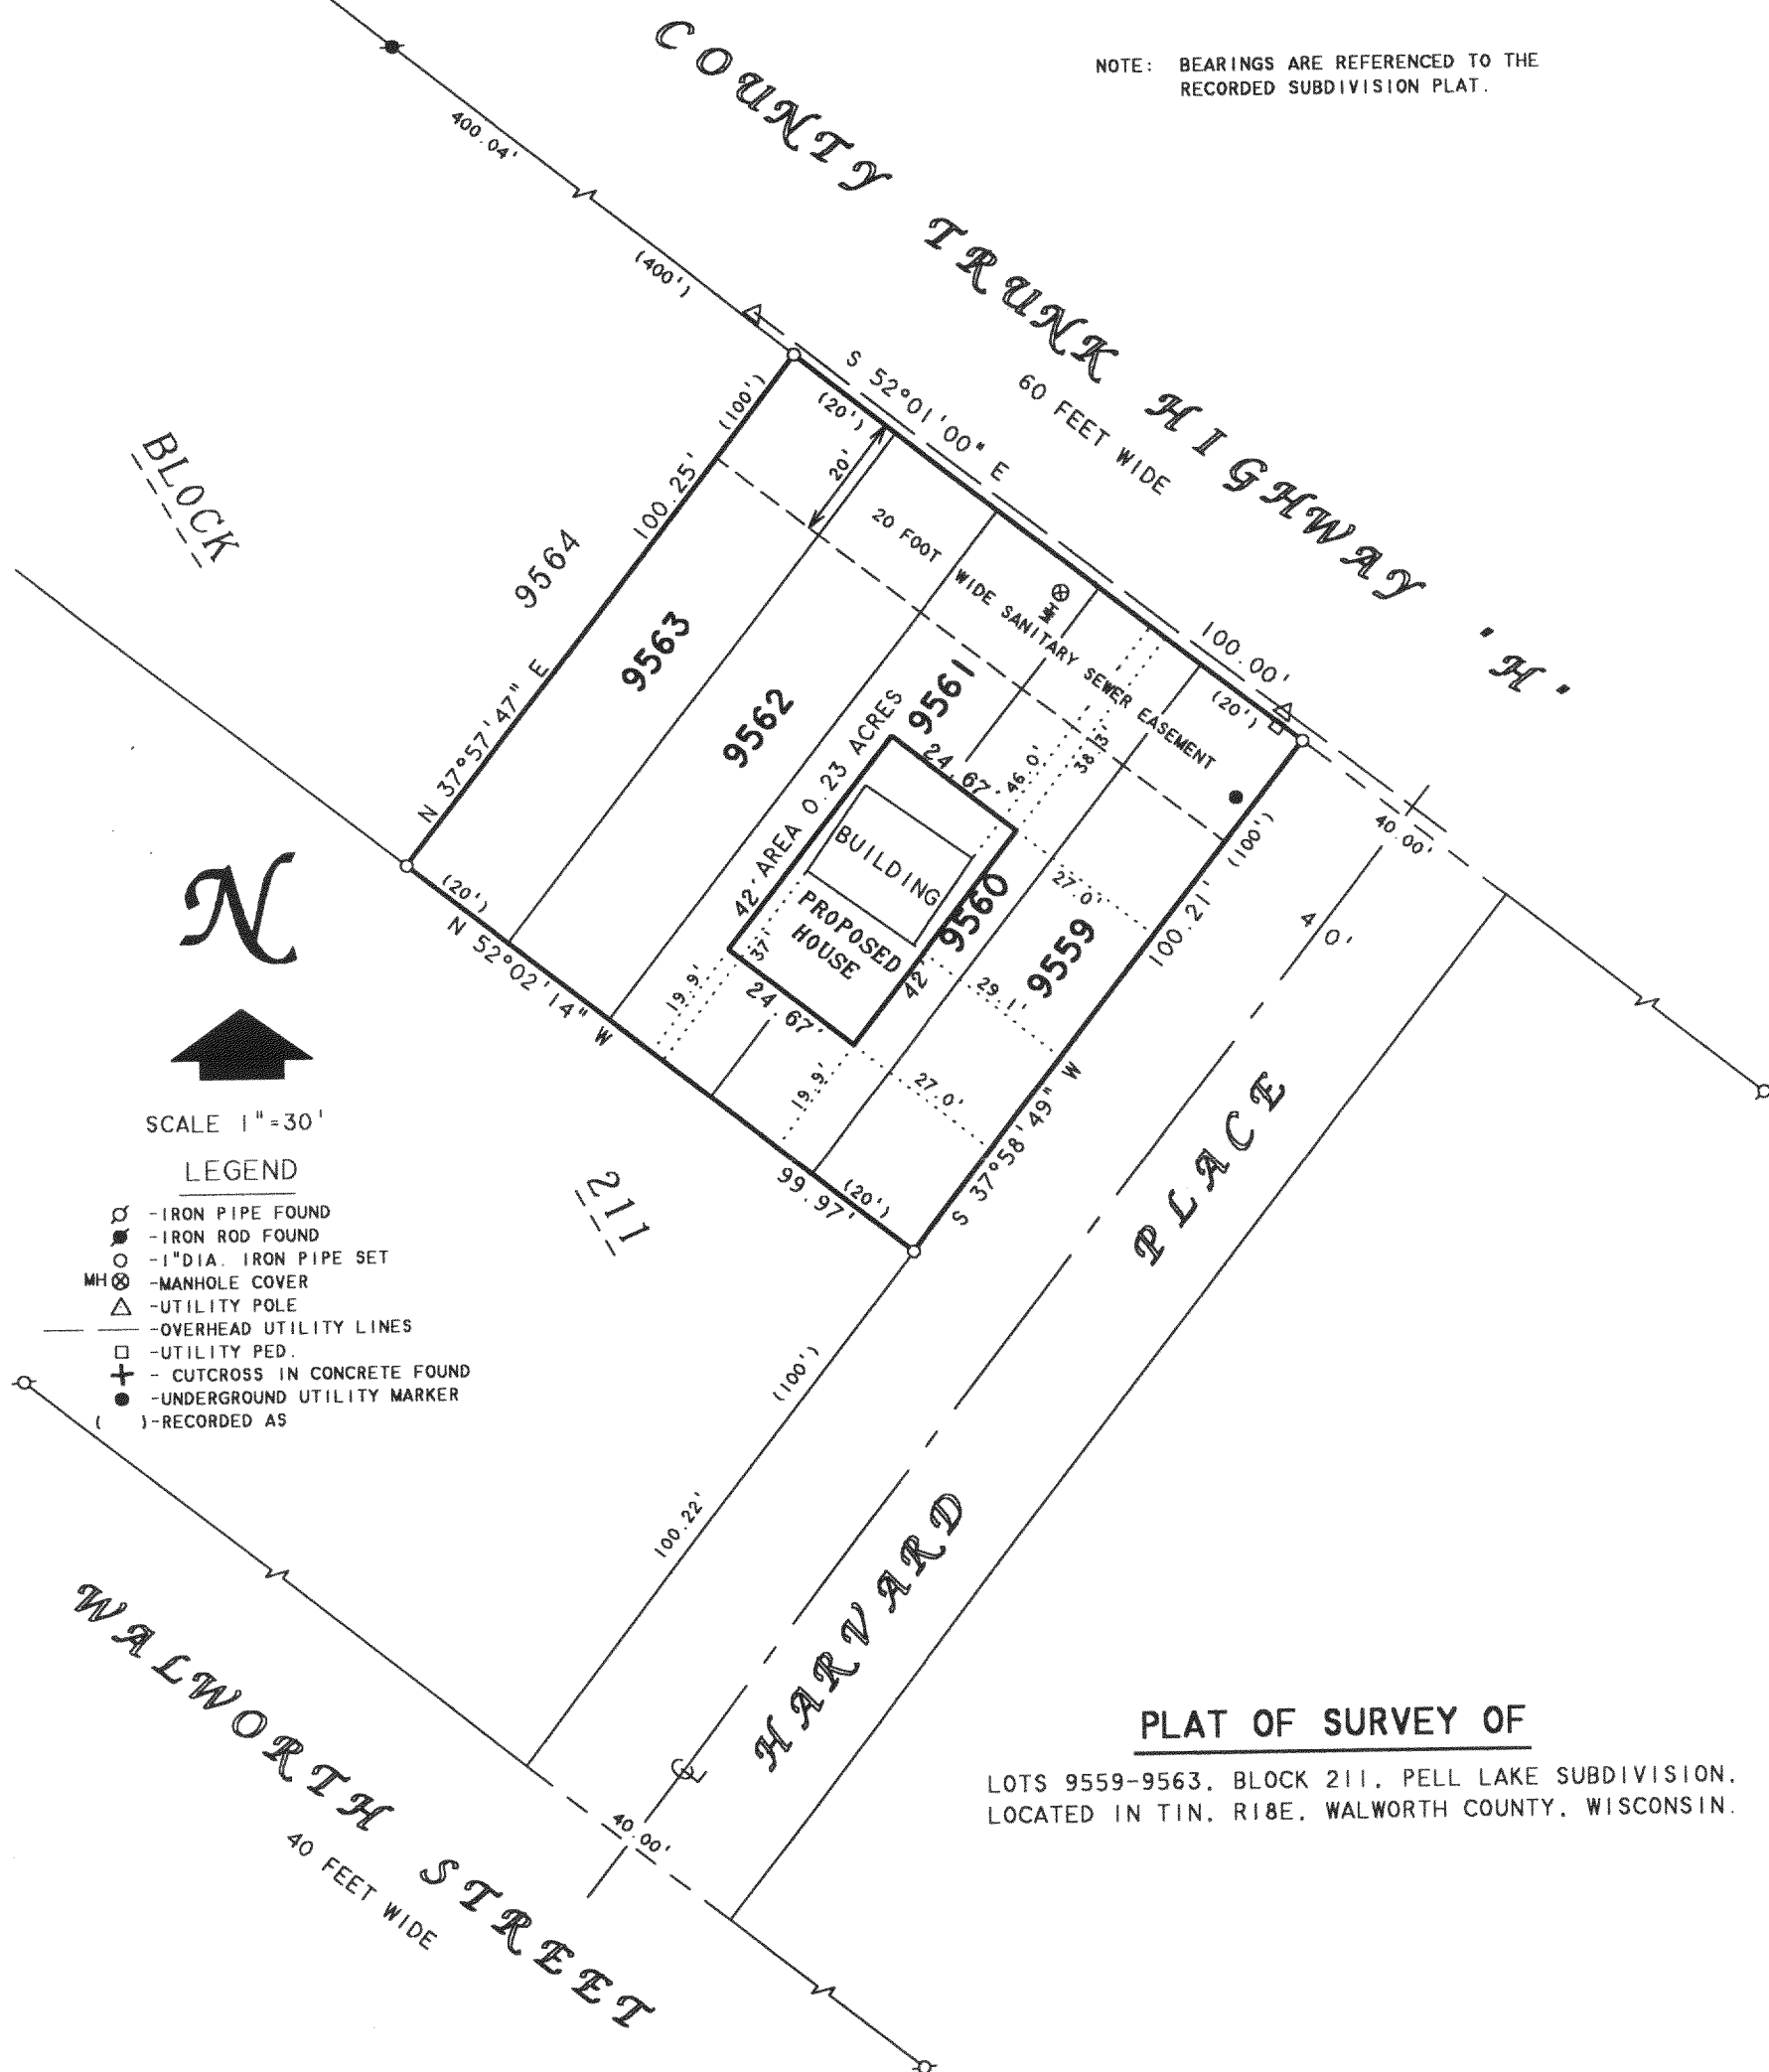 COUNTY TRUNK HIGHWAY 'H'
60 FEET WIDE
NOTE: BEARINGS ARE REFERENCED TO THE
RECORDED SUBDIVISION PLAT.
400.04'
(400')
S 52°01'00" E
100.00'
(20')
20'
(20')
(100')
100.25'
N 37°57'47" E
BLOCK
9564
9563
9562
9561
9560
9559
20 FOOT WIDE SANITARY SEWER EASEMENT
MH
AREA 0.23 ACRES
24.67'
46.0'
38.13'
42'
BUILDING
PROPOSED
HOUSE
37'
42'
24.67'
27.0'
29.1'
27.0'
19.9'
19.9'
(100')
100.21'
S 37°58'49" W
40.00'
40'
(20')
N 52°02'14" W
99.97'
(20')
N
SCALE 1"=30'
LEGEND
-IRON PIPE FOUND
-IRON ROD FOUND
-1"DIA. IRON PIPE SET
MH -MANHOLE COVER
-UTILITY POLE
-OVERHEAD UTILITY LINES
-UTILITY PED.
- CUTCROSS IN CONCRETE FOUND
-UNDERGROUND UTILITY MARKER
( )-RECORDED AS
211
(100')
100.22'
HARVARD PLACE
CL
40.00'
WALWORTH STREET
40 FEET WIDE
PLAT OF SURVEY OF
LOTS 9559-9563, BLOCK 211, PELL LAKE SUBDIVISION,
LOCATED IN T1N, R18E, WALWORTH COUNTY, WISCONSIN.